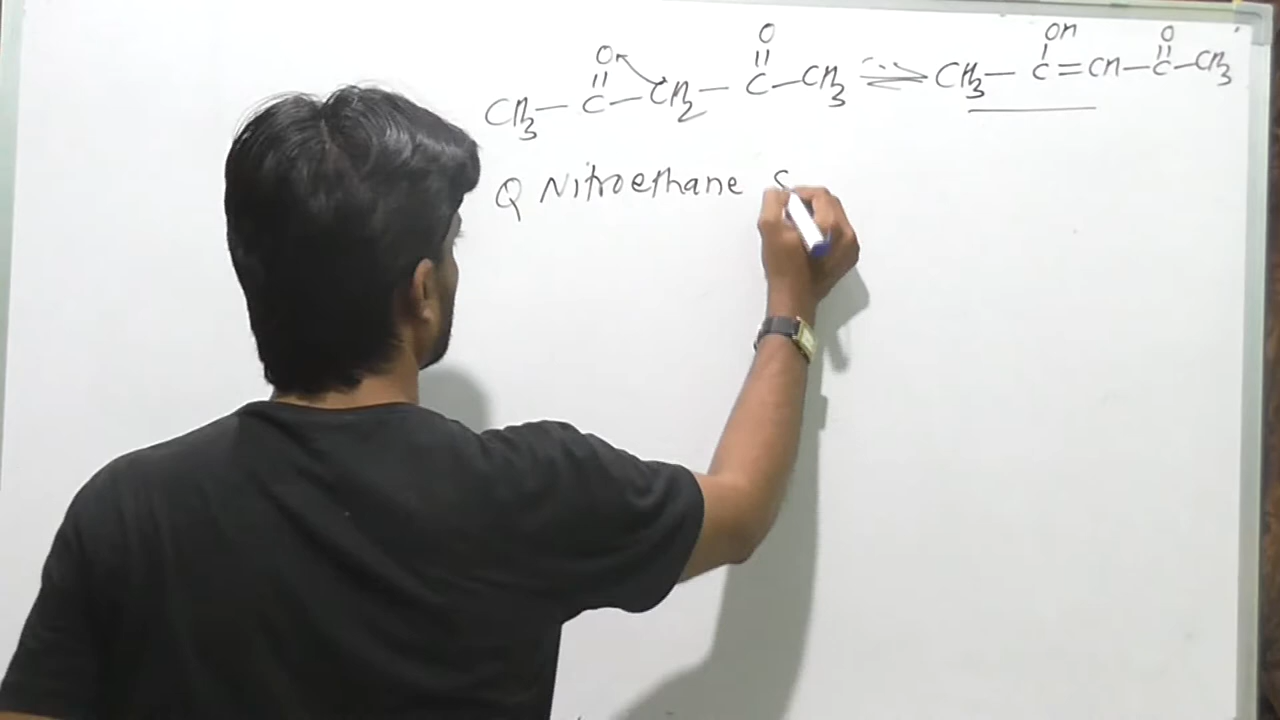 O O OH O
CH3 — C — CH2 — C — CH3 ⇌ CH3 — C = CH — C — CH3
Q Nitroethane S